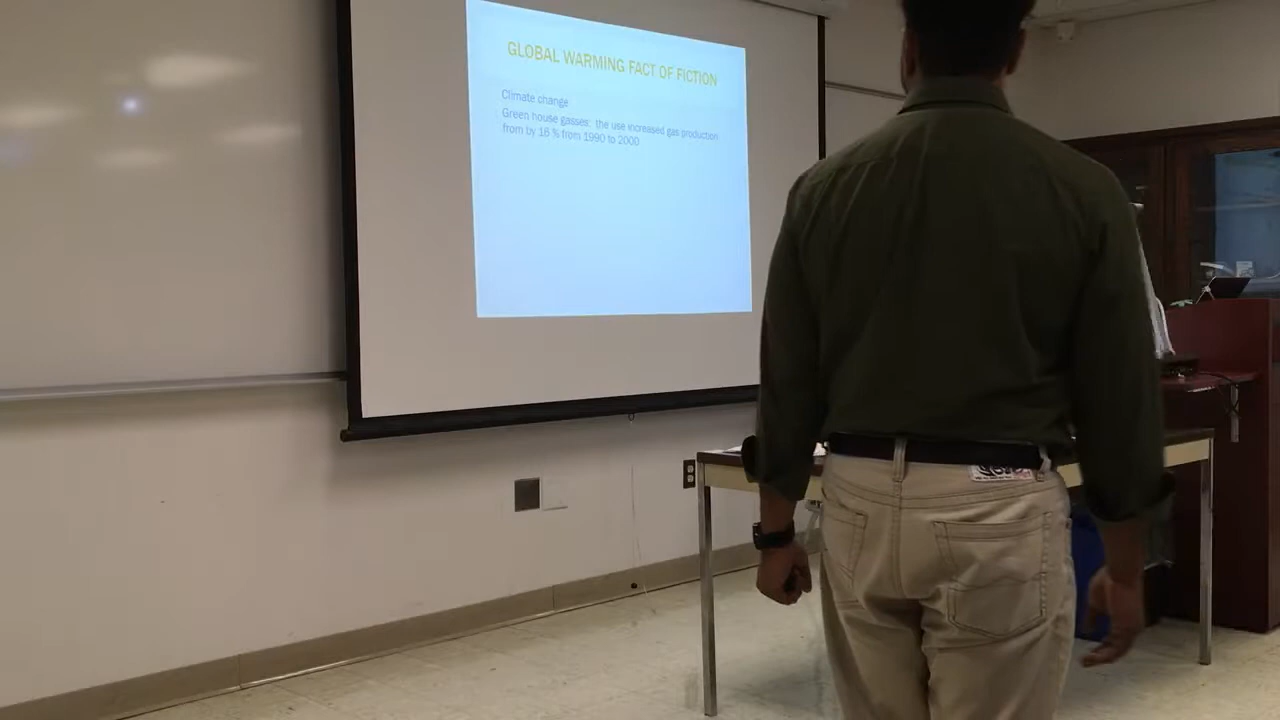 GLOBAL WARMING FACT OF FICTION
Climate change
Green house gasses: the use increased gas production
from by 18 % from 1990 to 2000